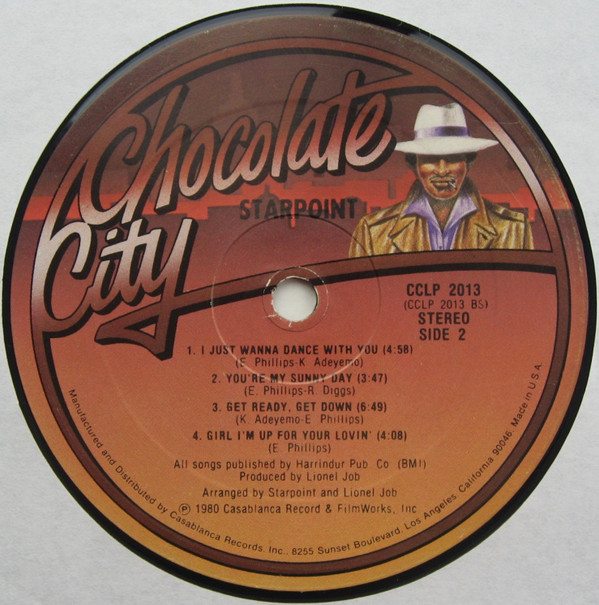 Chocolate
City
STARPOINT
CCLP 2013
(CCLP 2013 BS)
STEREO
SIDE 2
1. I JUST WANNA DANCE WITH YOU (4:58)
(E. Phillips-K. Adeyemo)
2. YOU'RE MY SUNNY DAY (3:47)
(E. Phillips-R. Diggs)
3. GET READY, GET DOWN (6:49)
(K. Adeyemo-E. Phillips)
4. GIRL I'M UP FOR YOUR LOVIN' (4:08)
(E. Phillips)
All songs published by Harrindur Pub. Co. (BMI)
Produced by Lionel Job
Arranged by Starpoint and Lionel Job
℗ 1980 Casablanca Record & FilmWorks, Inc
Manufactured and Distributed by Casablanca Records, Inc., 8255 Sunset Boulevard, Los Angeles, California 90046. Made in U.S.A.